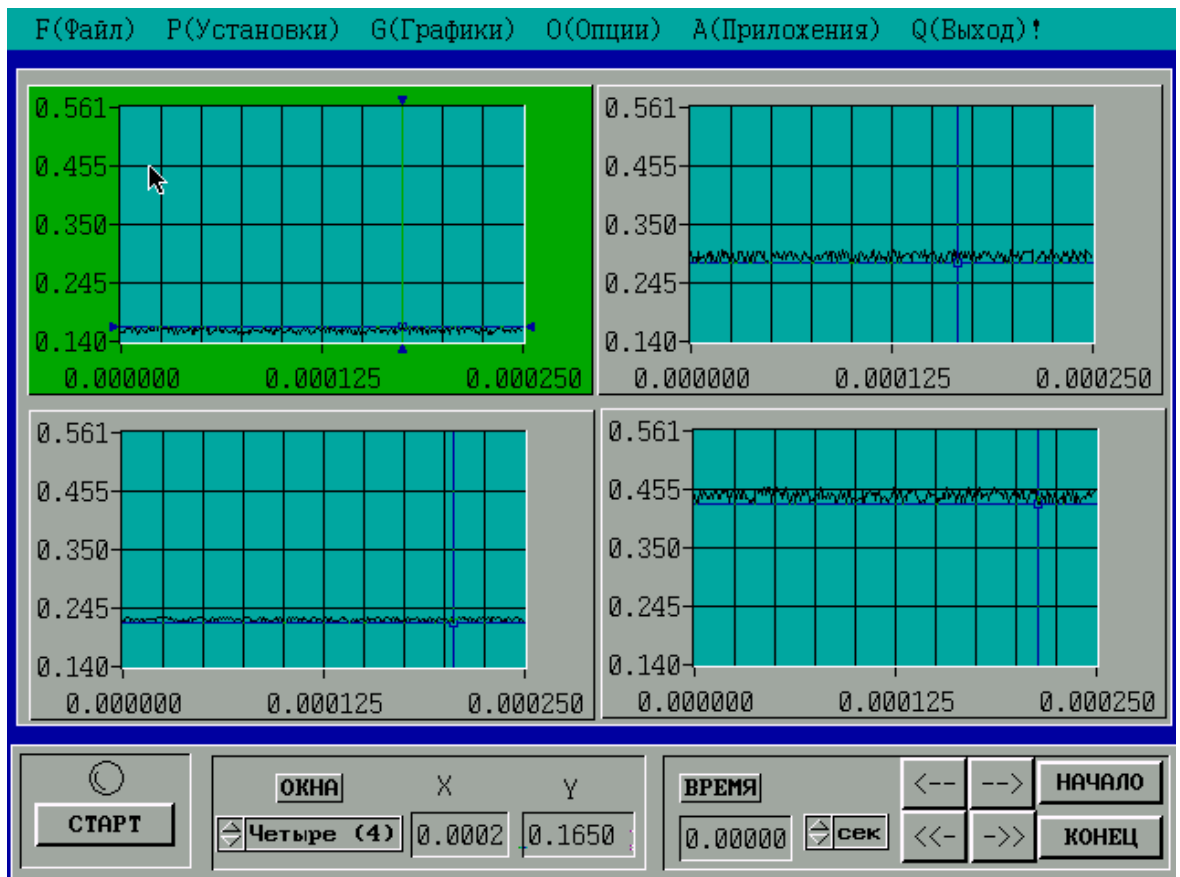 F(Файл) P(Установки) G(Графики) O(Опции) A(Приложения) Q(Выход)!
0.561
0.455
0.350
0.245
0.140
0.000000 0.000125 0.000250
0.561
0.455
0.350
0.245
0.140
0.000000 0.000125 0.000250
0.561
0.455
0.350
0.245
0.140
0.000000 0.000125 0.000250
0.561
0.455
0.350
0.245
0.140
0.000000 0.000125 0.000250
СТАРТ
ОКНА X Y
Четыре (4) 0.0002 0.1650
ВРЕМЯ
0.00000 сек
<-- --> НАЧАЛО
<<- ->> КОНЕЦ